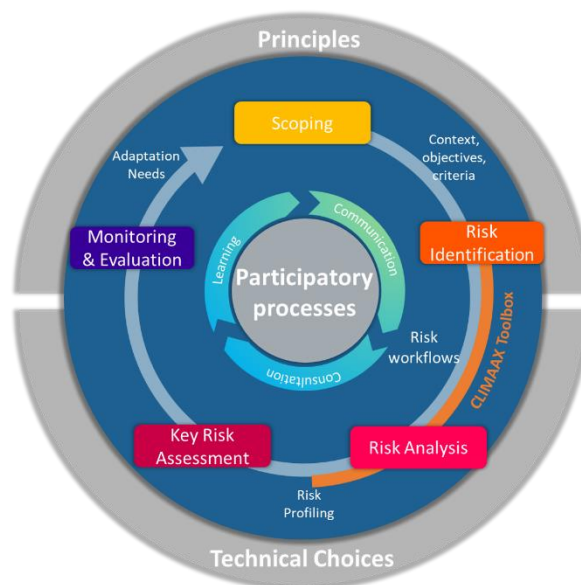 Principles
Scoping
Adaptation
Needs
Context,
objectives,
criteria
Monitoring
& Evaluation
Risk
Identification
Learning
Communication
Consultation
Participatory
processes
Risk
workflows
CLIMAAX Toolbox
Key Risk
Assessment
Risk Analysis
Risk
Profiling
Technical Choices